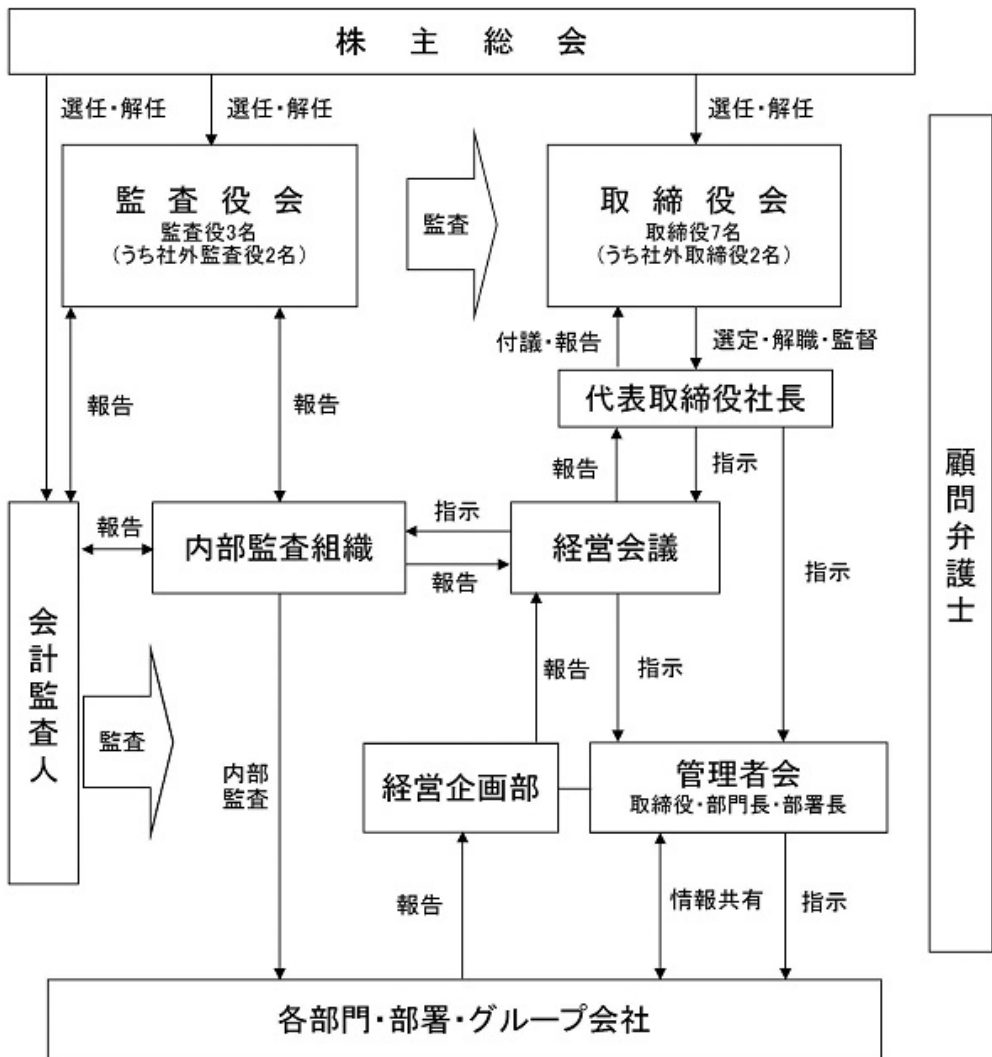 株主総会
選任・解任
選任・解任
選任・解任
監査役会
監査役3名
(うち社外監査役2名)
監査
取締役会
取締役7名
(うち社外取締役2名)
付議・報告
選定・解職・監督
代表取締役社長
報告
報告
報告
指示
指示
報告
内部監査組織
指示
報告
経営会議
顧問弁護士
会計監査人
監査
内部
監査
報告
指示
経営企画部
管理者会
取締役・部門長・部署長
報告
情報共有
指示
各部門・部署・グループ会社